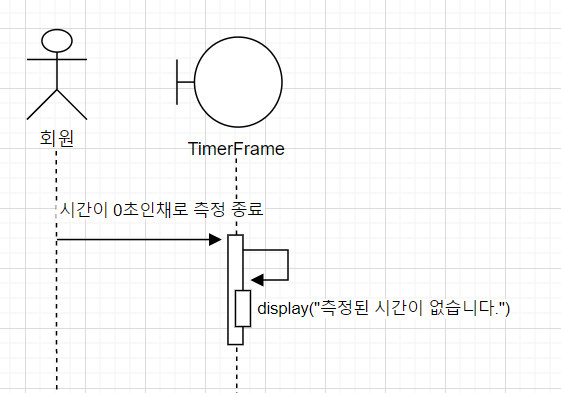 회원
TimerFrame
시간이 0초인채로 측정 종료
display("측정된 시간이 없습니다.")